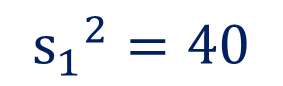 s₁² = 40